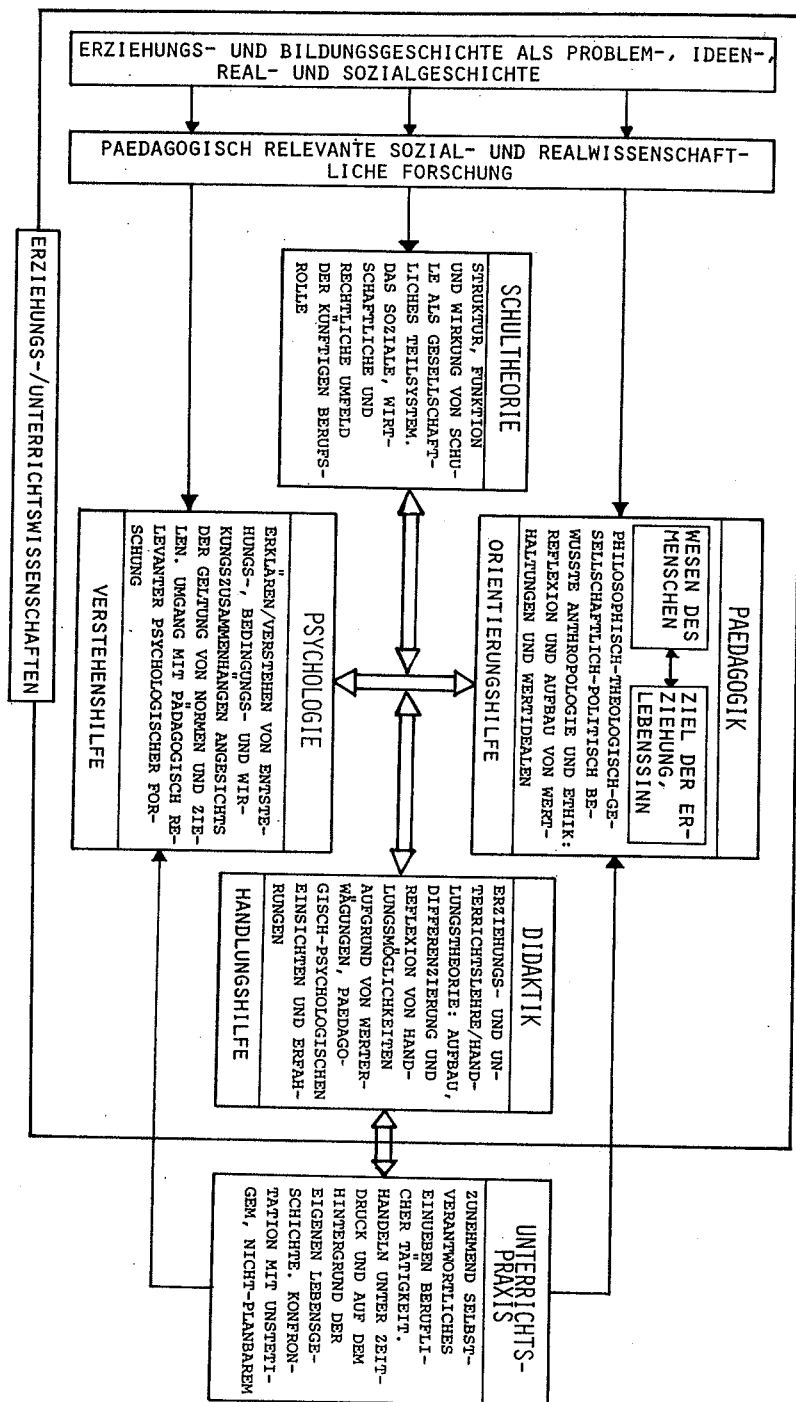 ERZIEHUNGS- UND BILDUNGSGESCHICHTE ALS PROBLEM-, IDEEN-,
REAL- UND SOZIALGESCHICHTE
PAEDAGOGISCH RELEVANTE SOZIAL- UND REALWISSENSCHAFT-
LICHE FORSCHUNG
ERZIEHUNGS-/UNTERRICHTSWISSENSCHAFTEN
SCHULTHEORIE
STRUKTUR, FUNKTION
UND WIRKUNG VON SCHU-
LE ALS GESELLSCHAFT-
LICHES TEILSYSTEM.
DAS SOZIALE, WIRT-
SCHAFTLICHE UND
RECHTLICHE UMFELD
DER KÜNFTIGEN BERUFS-
ROLLE
PAEDAGOGIK
WESEN DES
MENSCHEN
ZIEL DER ER-
ZIEHUNG,
LEBENSSINN
PHILOSOPHISCH-THEOLOGISCH-GE-
SELLSCHAFTLICH-POLITISCH BE-
WUSSTE ANTHROPOLOGIE UND ETHIK:
REFLEXION UND AUFBAU VON WERT-
HALTUNGEN UND WERTIDEALEN
ORIENTIERUNGSHILFE
PSYCHOLOGIE
ERKLÄREN/VERSTEHEN VON ENTSTE-
HUNGS-, BEDINGUNGS- UND WIR-
KUNGSZUSAMMENHÄNGEN ANGESICHTS
DER GELTUNG VON NORMEN UND ZIE-
LEN. UMGANG MIT PÄDAGOGISCH RE-
LEVANTER PSYCHOLOGISCHER FOR-
SCHUNG
VERSTEHENSHILFE
DIDAKTIK
ERZIEHUNGS- UND UN-
TERRICHTSLEHRE/HAND-
LUNGSTHEORIE: AUFBAU,
DIFFERENZIERUNG UND
REFLEXION VON HAND-
LUNGSMÖGLICHKEITEN
AUFGRUND VON WERTER-
WÄGUNGEN, PAEDAGO-
GISCH-PSYCHOLOGISCHEN
EINSICHTEN UND ERFAH-
RUNGEN
HANDLUNGSHILFE
UNTERRICHTS-
PRAXIS
ZUNEHMEND SELBST-
VERANTWORTLICHES
EINUEBEN BERUFLI-
CHER TÄTIGKEIT.
HANDELN UNTER ZEIT-
DRUCK UND AUF DEM
HINTERGRUND DER
EIGENEN LEBENSGE-
SCHICHTE. KONFRON-
TATION MIT UNSTETI-
GEM, NICHT-PLANBAREM